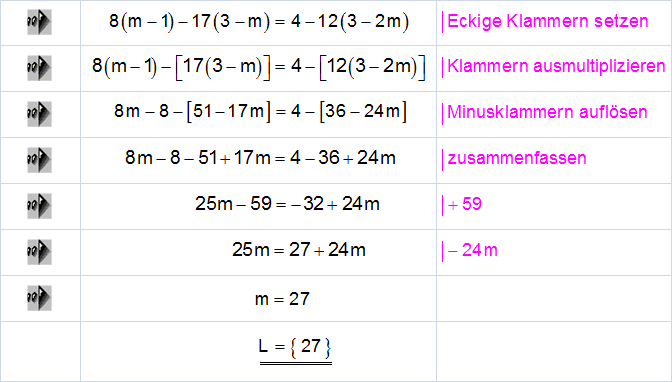 8(m − 1) − 17(3 − m) = 4 − 12(3 − 2m) | Eckige Klammern setzen
8(m − 1) − [17(3 − m)] = 4 − [12(3 − 2m)] | Klammern ausmultiplizieren
8m − 8 − [51 − 17m] = 4 − [36 − 24m] | Minusklammern auflösen
8m − 8 − 51 + 17m = 4 − 36 + 24m | zusammenfassen
25m − 59 = −32 + 24m | + 59
25m = 27 + 24m | − 24m
m = 27
L = { 27 }